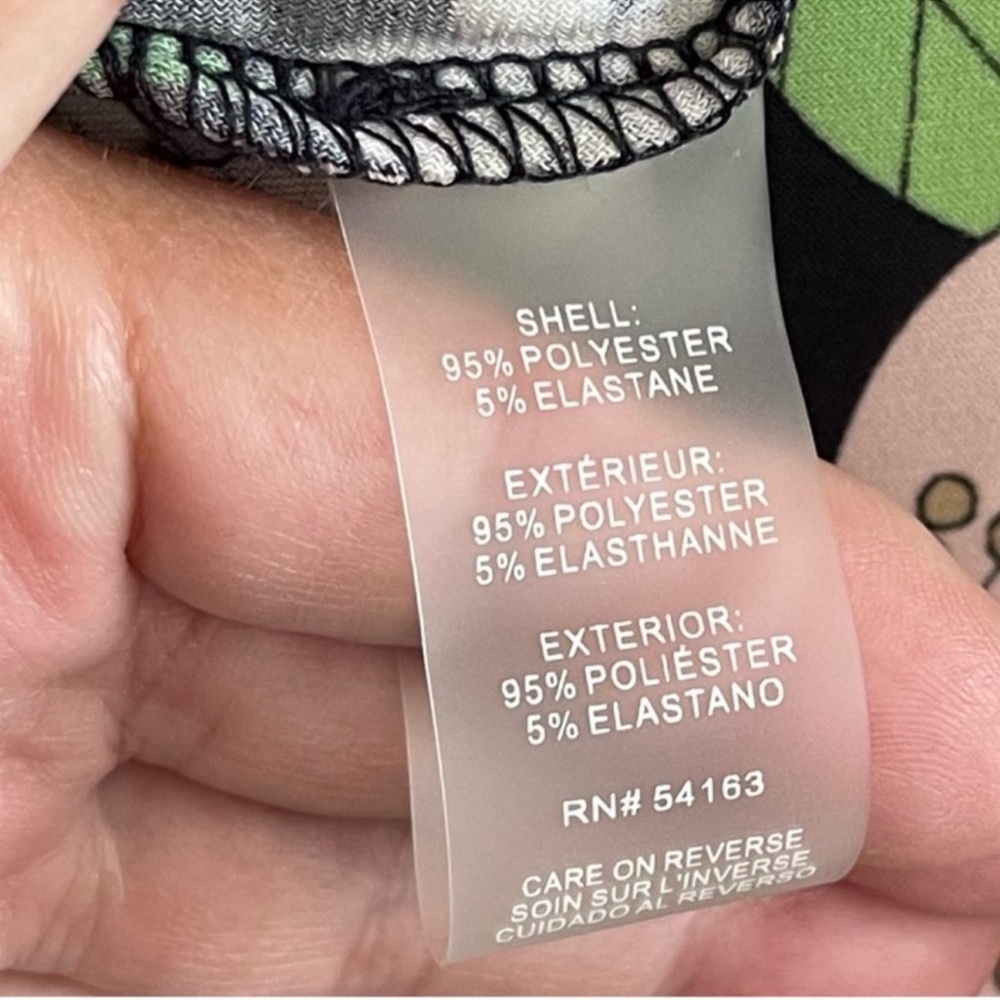 SHELL:
95% POLYESTER
5% ELASTANE
EXTÉRIEUR:
95% POLYESTER
5% ELASTHANNE
EXTERIOR:
95% POLIÉSTER
5% ELASTANO
RN# 54163
CARE ON REVERSE
SOIN SUR L'INVERSE
CUIDADO AL REVERSO